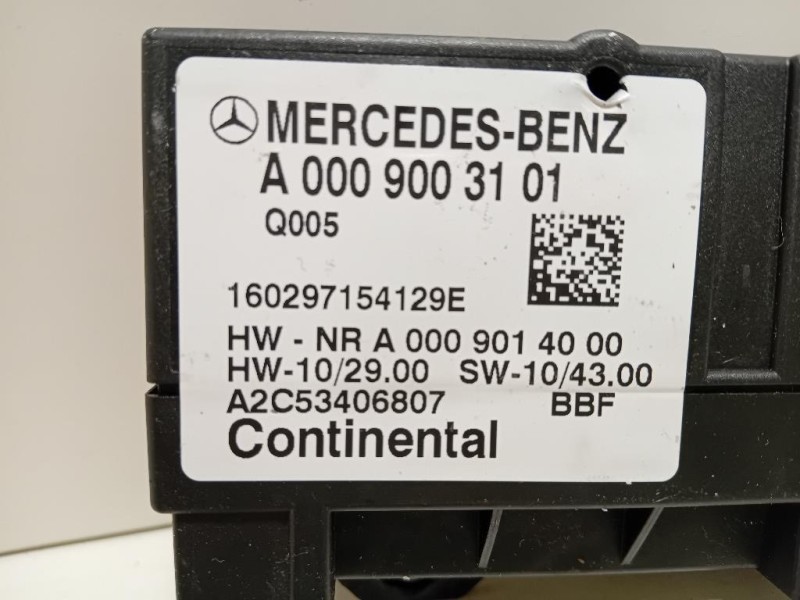 MERCEDES-BENZ
A 000 900 31 01
Q005
160297154129E
HW - NR A 000 901 40 00
HW-10/29.00 SW-10/43.00
A2C53406807 BBF
Continental